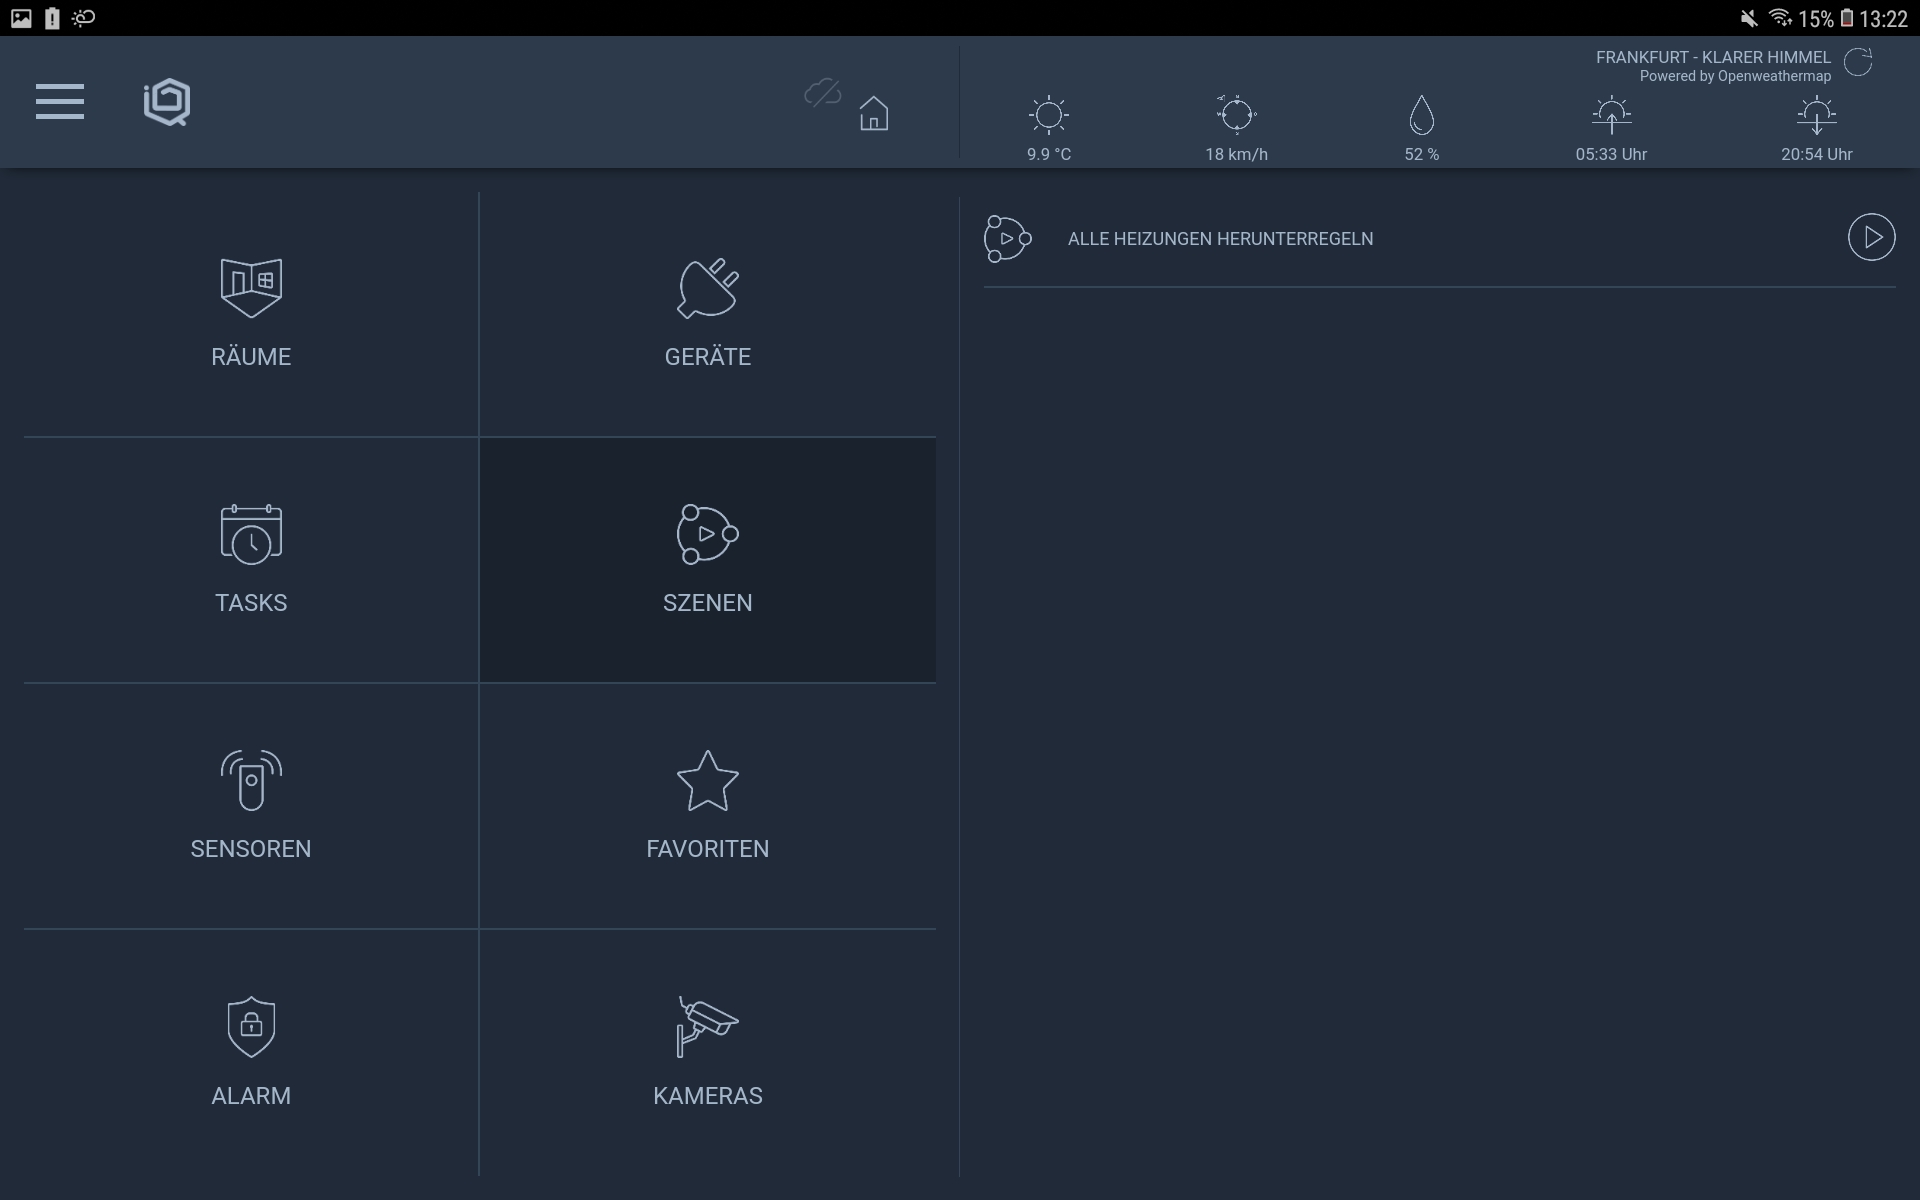 15% 13:22
FRANKFURT - KLARER HIMMEL
Powered by Openweathermap
9.9 °C
18 km/h
52 %
05:33 Uhr
20:54 Uhr
RÄUME
GERÄTE
TASKS
SZENEN
SENSOREN
FAVORITEN
ALARM
KAMERAS
ALLE HEIZUNGEN HERUNTERREGELN